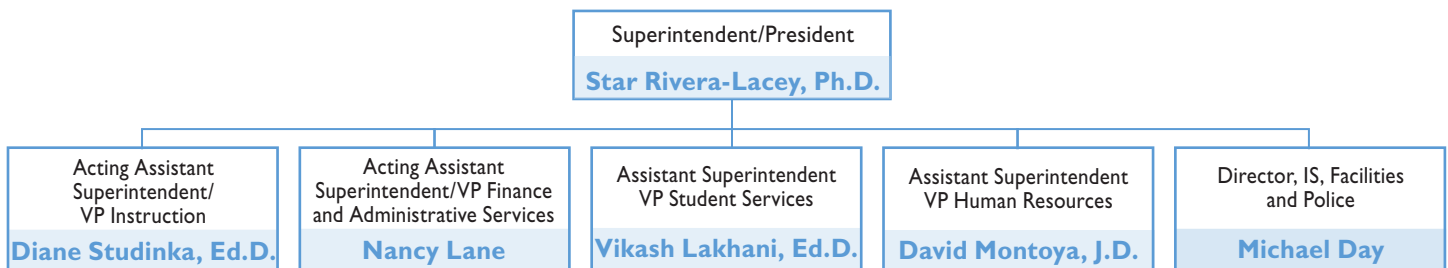 Superintendent/President
Star Rivera-Lacey, Ph.D.
Acting Assistant
Superintendent/
VP Instruction
Diane Studinka, Ed.D.
Acting Assistant
Superintendent/VP Finance
and Administrative Services
Nancy Lane
Assistant Superintendent
VP Student Services
Vikash Lakhani, Ed.D.
Assistant Superintendent
VP Human Resources
David Montoya, J.D.
Director, IS, Facilities
and Police
Michael Day